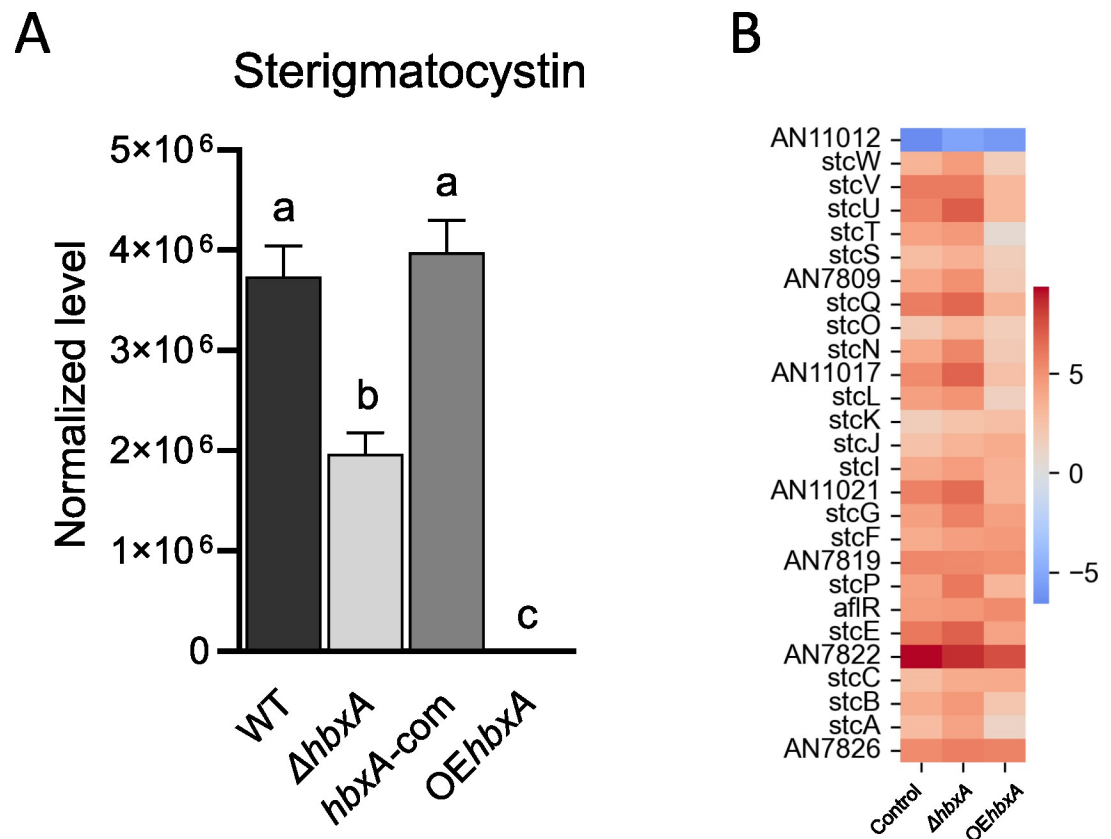 A
Sterigmatocystin
Normalized level
5×10⁶
4×10⁶
3×10⁶
2×10⁶
1×10⁶
0
a
b
a
c
WT
ΔhbxA
hbxA-com
OEhbxA
B
AN11012
stcW
stcV
stcU
stcT
stcS
AN7809
stcQ
stcO
stcN
AN11017
stcL
stcK
stcJ
stcI
AN11021
stcG
stcF
AN7819
stcP
aflR
stcE
AN7822
stcC
stcB
stcA
AN7826
Control
ΔhbxA
OEhbxA
5
0
−5